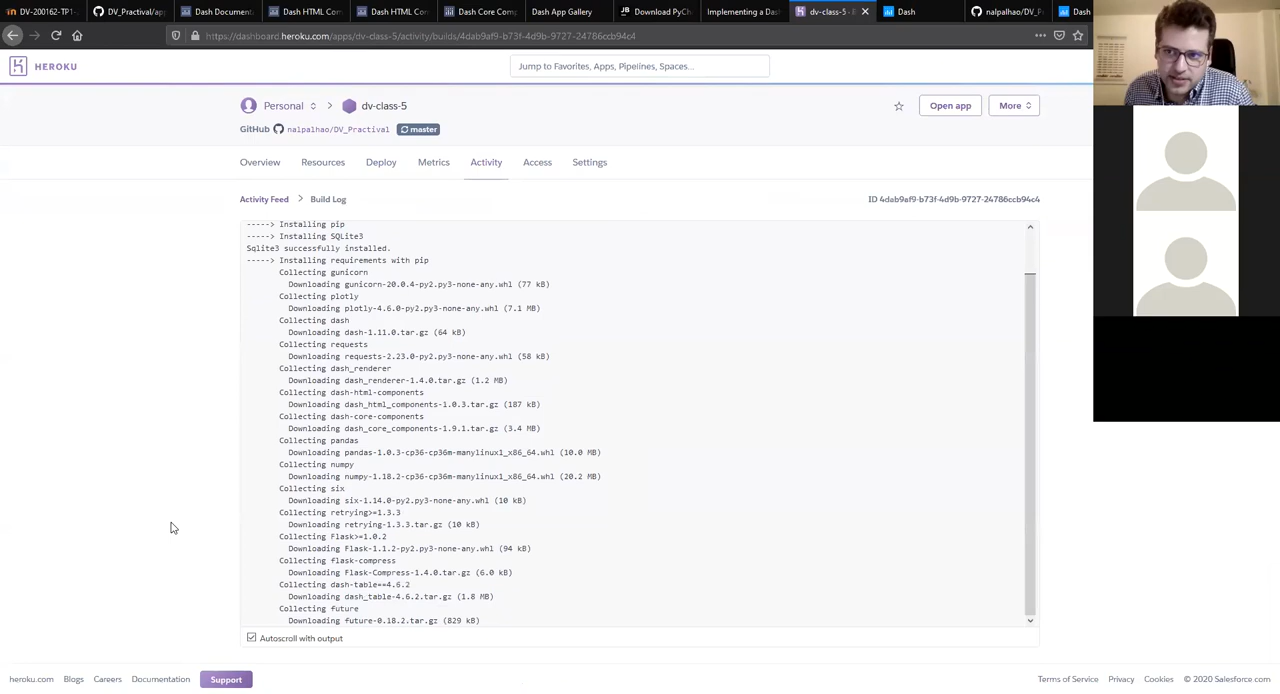 DV-200162-TP1-
DV_Practival/app
Dash Documenta
Dash HTML Com
Dash HTML Con
Dash Core Comp
Dash App Gallery
Download PyCh
Implementing a Dash
dv-class-5 - B
Dash
nalpalhao/DV_P
Dash
https://dashboard.heroku.com/apps/dv-class-5/activity/builds/4dab9af9-b73f-4d9b-9727-24786ccb94c4
HEROKU
Jump to Favorites, Apps, Pipelines, Spaces...
Personal
dv-class-5
Open app
More
GitHub nalpalhao/DV_Practival master
Overview Resources Deploy Metrics Activity Access Settings
Activity Feed > Build Log
ID 4dab9af9-b73f-4d9b-9727-24786ccb94c4
-----> Installing pip
-----> Installing SQLite3
Sqlite3 successfully installed.
-----> Installing requirements with pip
Collecting gunicorn
Downloading gunicorn-20.0.4-py2.py3-none-any.whl (77 kB)
Collecting plotly
Downloading plotly-4.6.0-py2.py3-none-any.whl (7.1 MB)
Collecting dash
Downloading dash-1.11.0.tar.gz (64 kB)
Collecting requests
Downloading requests-2.23.0-py2.py3-none-any.whl (58 kB)
Collecting dash_renderer
Downloading dash_renderer-1.4.0.tar.gz (1.2 MB)
Collecting dash-html-components
Downloading dash_html_components-1.0.3.tar.gz (187 kB)
Collecting dash-core-components
Downloading dash_core_components-1.9.1.tar.gz (3.4 MB)
Collecting pandas
Downloading pandas-1.0.3-cp36-cp36m-manylinux1_x86_64.whl (10.0 MB)
Collecting numpy
Downloading numpy-1.18.2-cp36-cp36m-manylinux1_x86_64.whl (20.2 MB)
Collecting six
Downloading six-1.14.0-py2.py3-none-any.whl (10 kB)
Collecting retrying>=1.3.3
Downloading retrying-1.3.3.tar.gz (10 kB)
Collecting Flask>=1.0.2
Downloading Flask-1.1.2-py2.py3-none-any.whl (94 kB)
Collecting flask-compress
Downloading Flask-Compress-1.4.0.tar.gz (6.0 kB)
Collecting dash-table==4.6.2
Downloading dash_table-4.6.2.tar.gz (1.8 MB)
Collecting future
Downloading future-0.18.2.tar.gz (829 kB)
Autoscroll with output
heroku.com Blogs Careers Documentation Support
Terms of Service Privacy Cookies © 2020 Salesforce.com